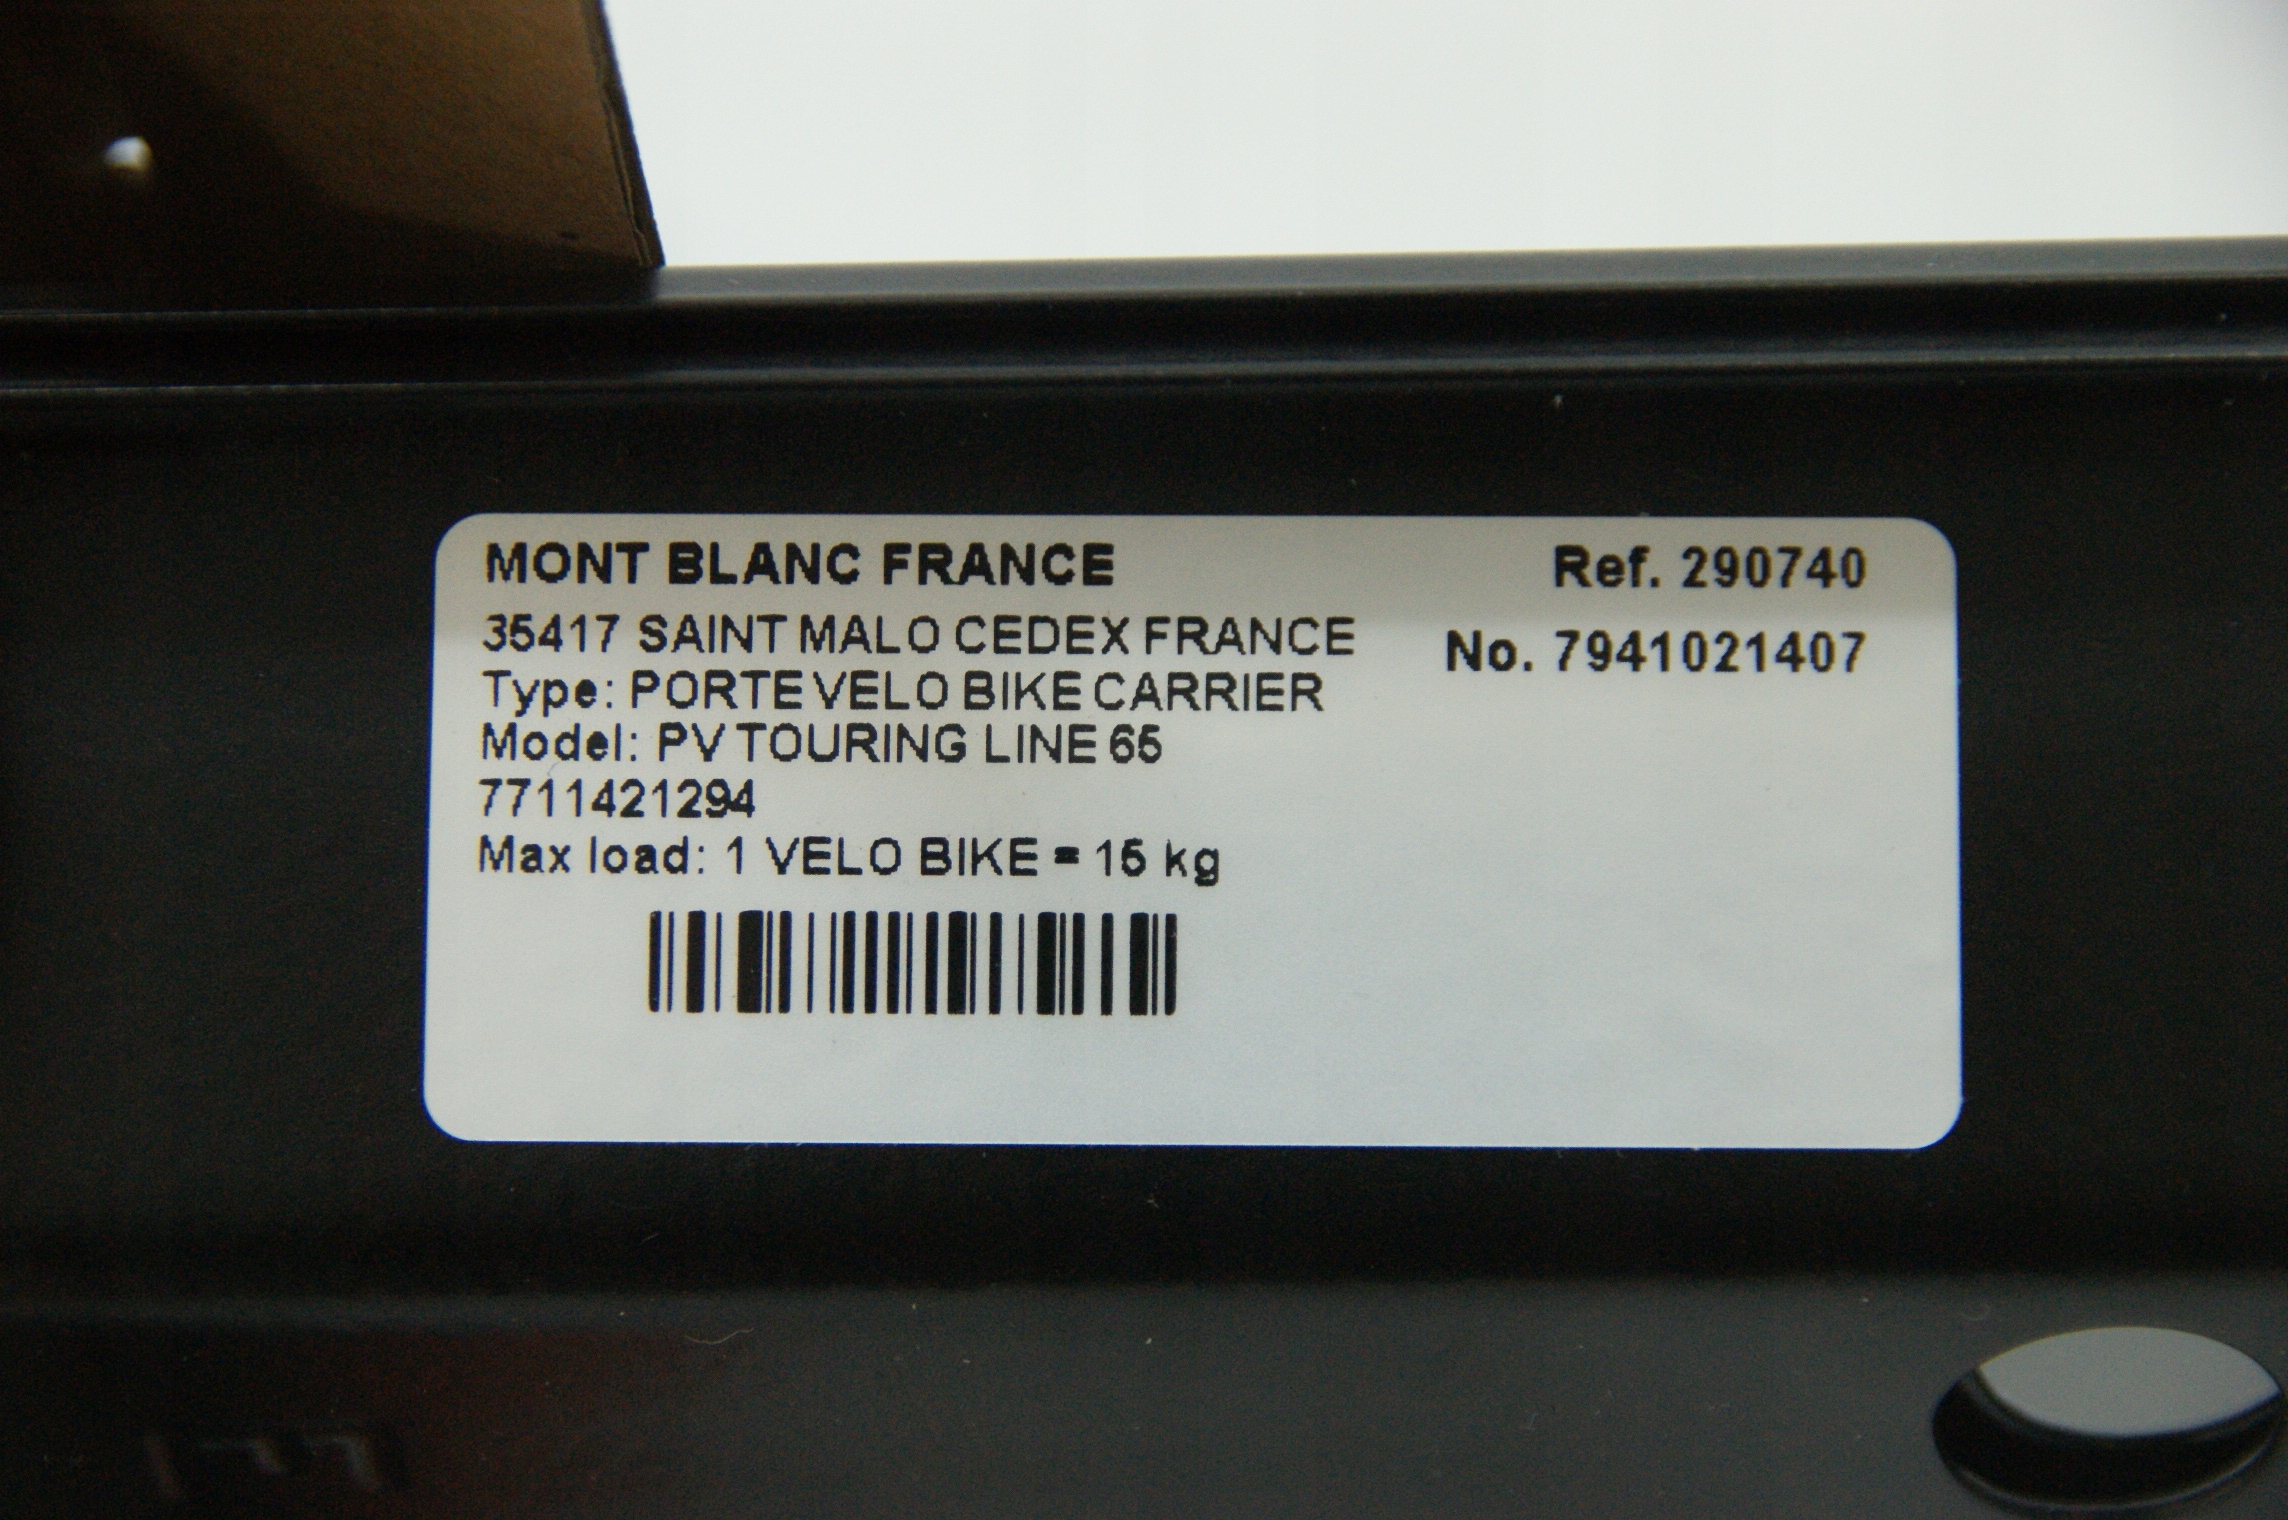 MONT BLANC FRANCE
Ref. 290740
35417 SAINT MALO CEDEX FRANCE
No. 7941021407
Type: PORTE VELO BIKE CARRIER
Model: PV TOURING LINE 65
7711421294
Max load: 1 VELO BIKE = 15 kg